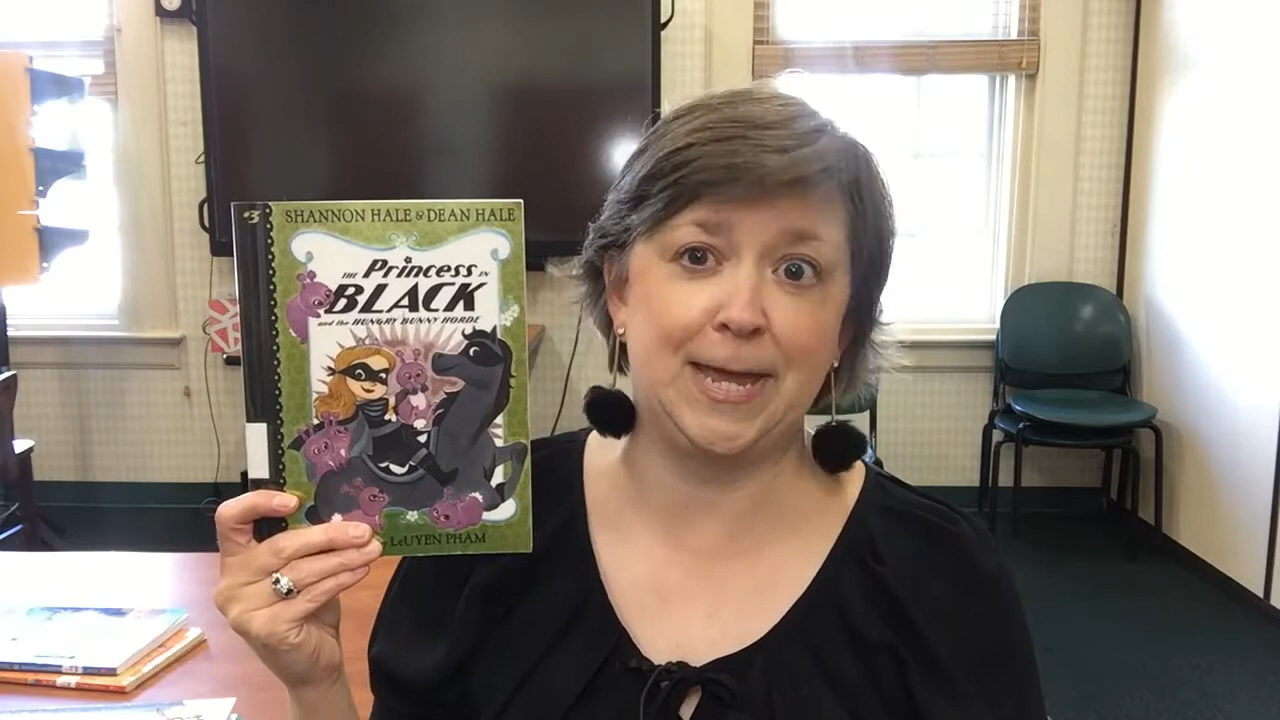 #3
SHANNON HALE & DEAN HALE
THE Princess IN
BLACK
and the HUNGRY BUNNY HORDE
LeUYEN PHAM